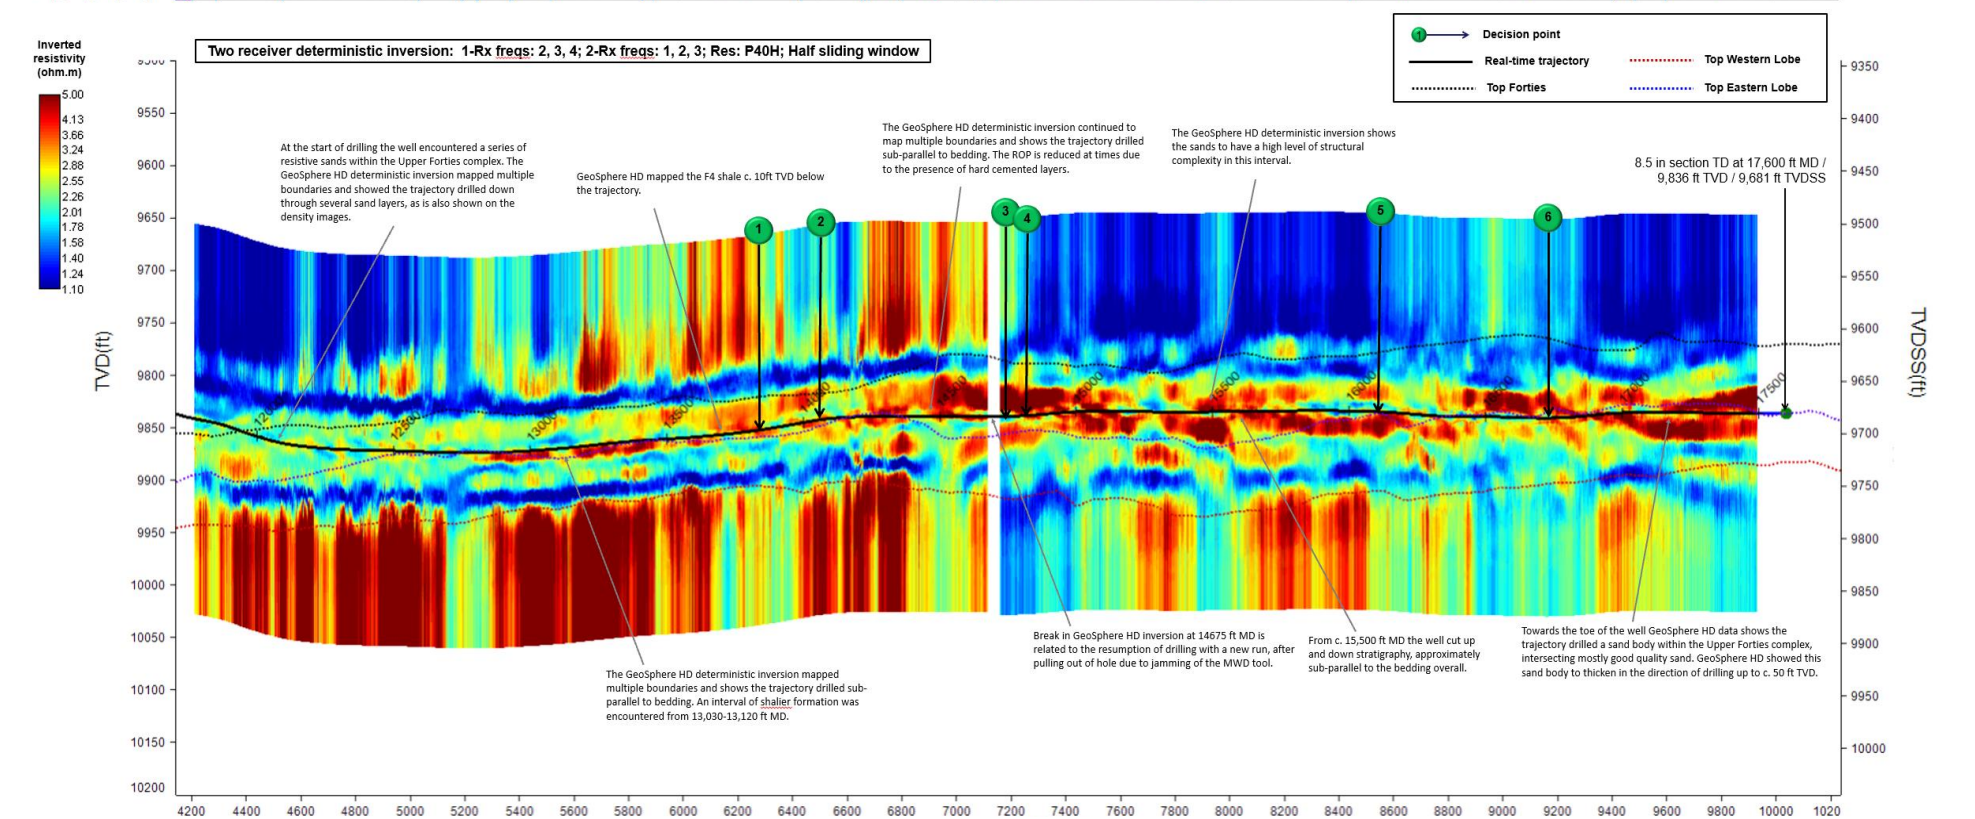 Two receiver deterministic inversion: 1-Rx freqs: 2, 3, 4; 2-Rx freqs: 1, 2, 3; Res: P40H; Half sliding window
Inverted
resistivity
(ohm.m)
5.00
4.13
3.66
3.24
2.88
2.55
2.26
2.01
1.78
1.58
1.40
1.24
1.10
1
Decision point
Real-time trajectory
Top Forties
Top Western Lobe
Top Eastern Lobe
TVD(ft)
9500
9550
9600
9650
9700
9750
9800
9850
9900
9950
10000
10050
10100
10150
10200
At the start of drilling the well encountered a series of
resistive sands within the Upper Forties complex. The
GeoSphere HD deterministic inversion mapped multiple
boundaries and showed the trajectory drilled down
through several sand layers, as is also shown on the
density images.
GeoSphere HD mapped the F4 shale c. 10ft TVD below
the trajectory.
The GeoSphere HD deterministic inversion continued to
map multiple boundaries and shows the trajectory drilled
sub-parallel to bedding. The ROP is reduced at times due
to the presence of hard cemented layers.
The GeoSphere HD deterministic inversion shows
the sands to have a high level of structural
complexity in this interval.
8.5 in section TD at 17,600 ft MD /
9,836 ft TVD / 9,681 ft TVDSS
1
2
3
4
5
6
12500
13000
13500
14500
15000
15500
16000
17000
17500
The GeoSphere HD deterministic inversion mapped
multiple boundaries and shows the trajectory drilled sub-
parallel to bedding. An interval of shalier formation was
encountered from 13,030-13,120 ft MD.
Break in GeoSphere HD inversion at 14675 ft MD is
related to the resumption of drilling with a new run, after
pulling out of hole due to jamming of the MWD tool.
From c. 15,500 ft MD the well cut up
and down stratigraphy, approximately
sub-parallel to the bedding overall.
Towards the toe of the well GeoSphere HD data shows the
trajectory drilled a sand body within the Upper Forties complex,
intersecting mostly good quality sand. GeoSphere HD showed this
sand body to thicken in the direction of drilling up to c. 50 ft TVD.
TVDSS(ft)
9350
9400
9450
9500
9550
9600
9650
9700
9750
9800
9850
9900
9950
10000
4200 4400 4600 4800 5000 5200 5400 5600 5800 6000 6200 6400 6600 6800 7000 7200 7400 7600 7800 8000 8200 8400 8600 8800 9000 9200 9400 9600 9800 10000 1020